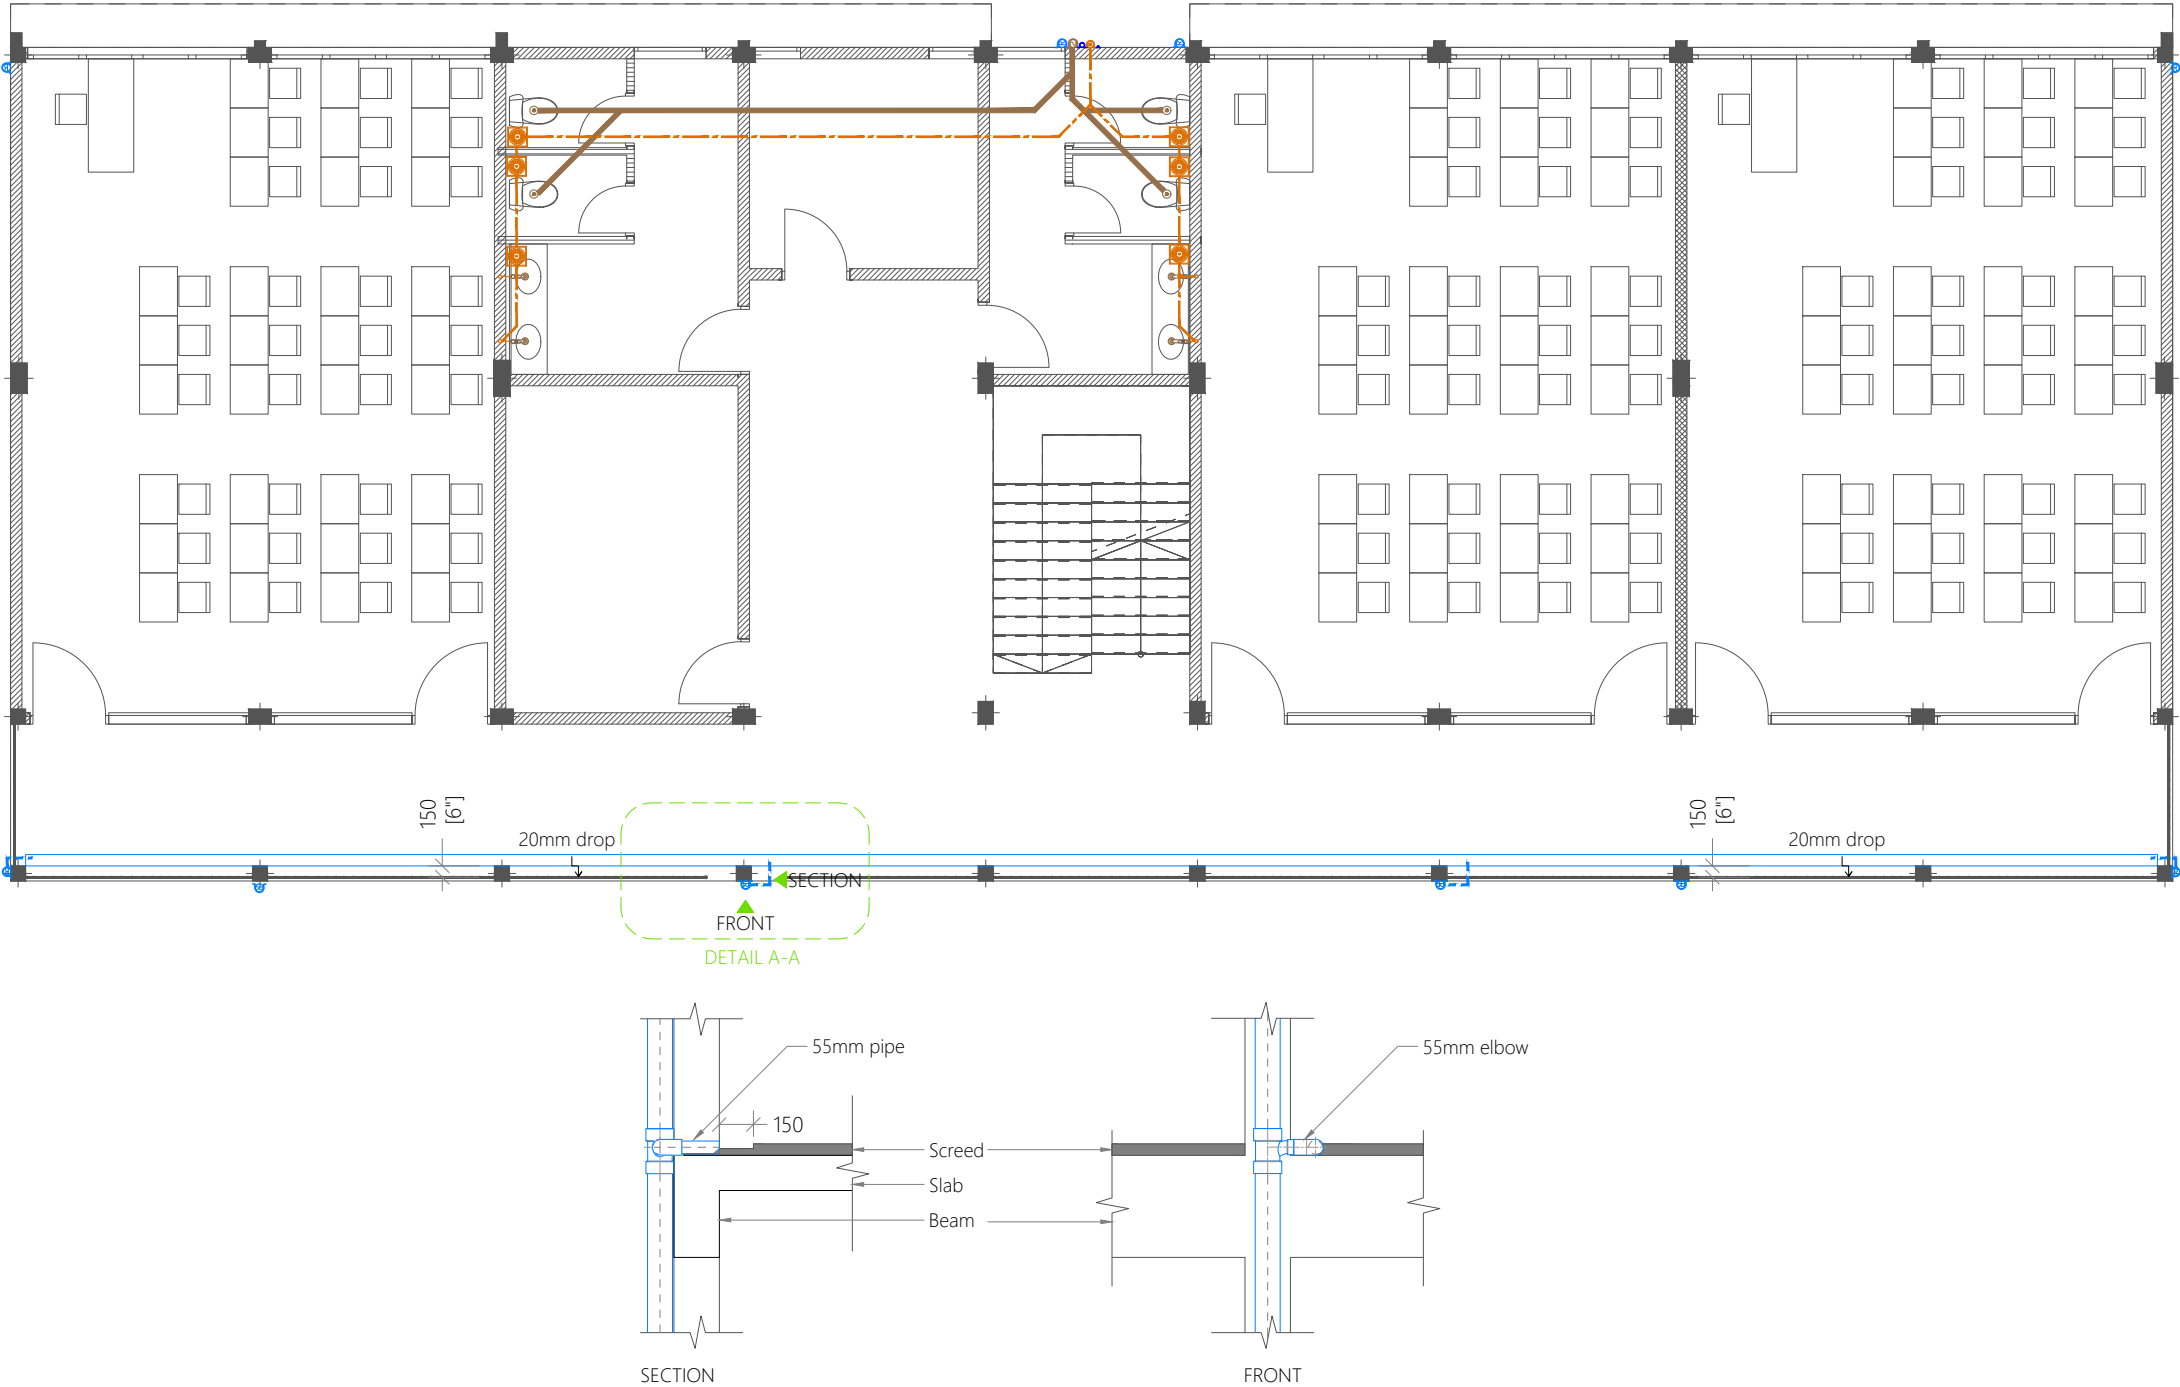 150
[6"]
20mm drop
SECTION
FRONT
DETAIL A-A
150
[6"]
20mm drop
55mm pipe
150
Screed
Slab
Beam
55mm elbow
SECTION
FRONT